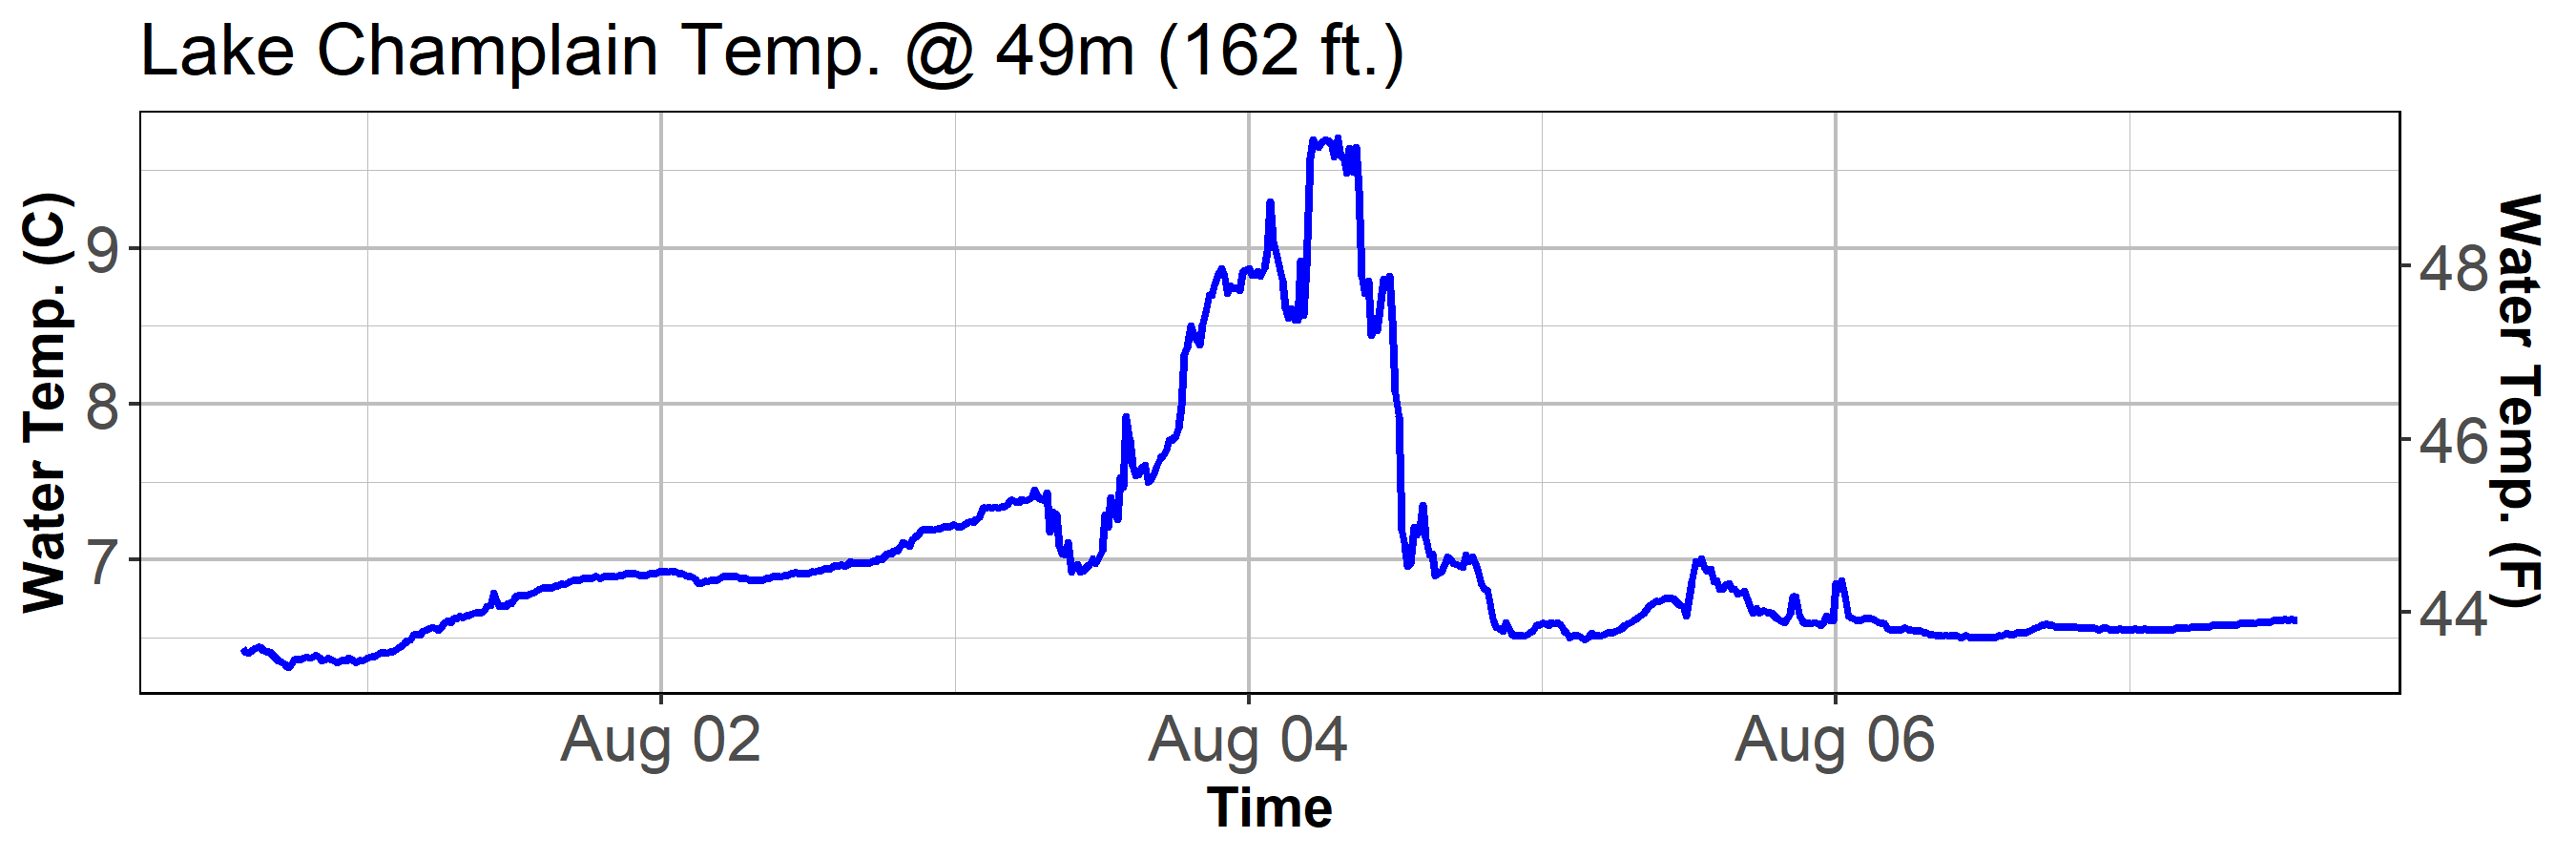 Lake Champlain Temp. @ 49m (162 ft.)
Water Temp. (C)
9
8
7
48
46
44
Water Temp. (F)
Aug 02
Aug 04
Aug 06
Time